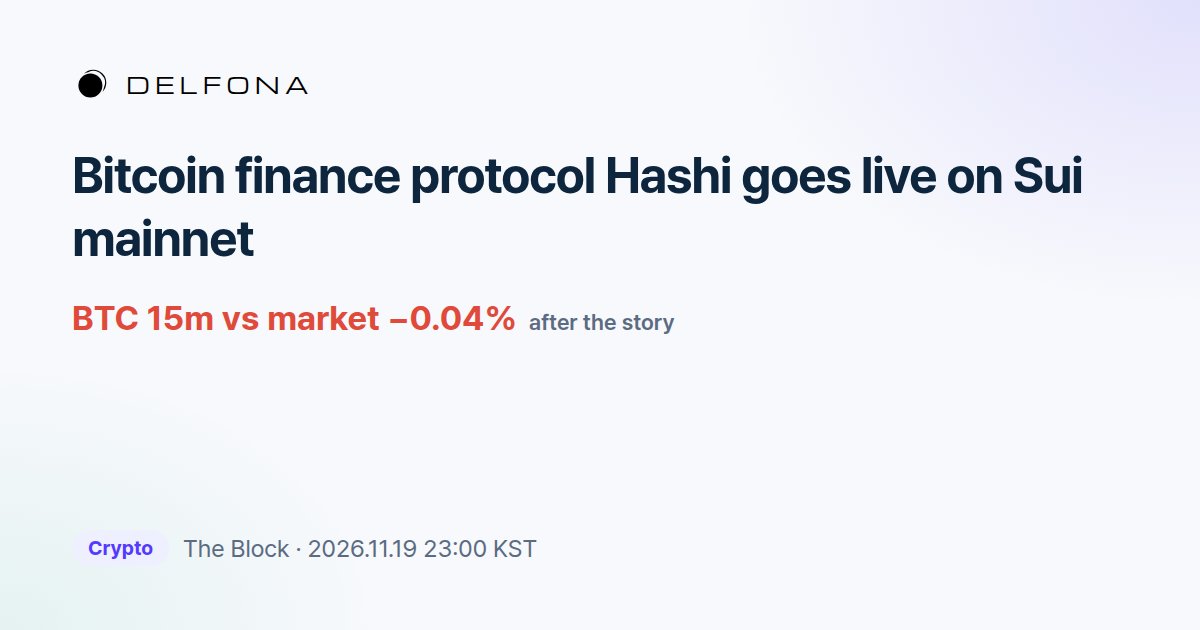 DELFONA
Bitcoin finance protocol Hashi goes live on Sui
mainnet
BTC 15m vs market −0.04% after the story
Crypto The Block · 2026.11.19 23:00 KST